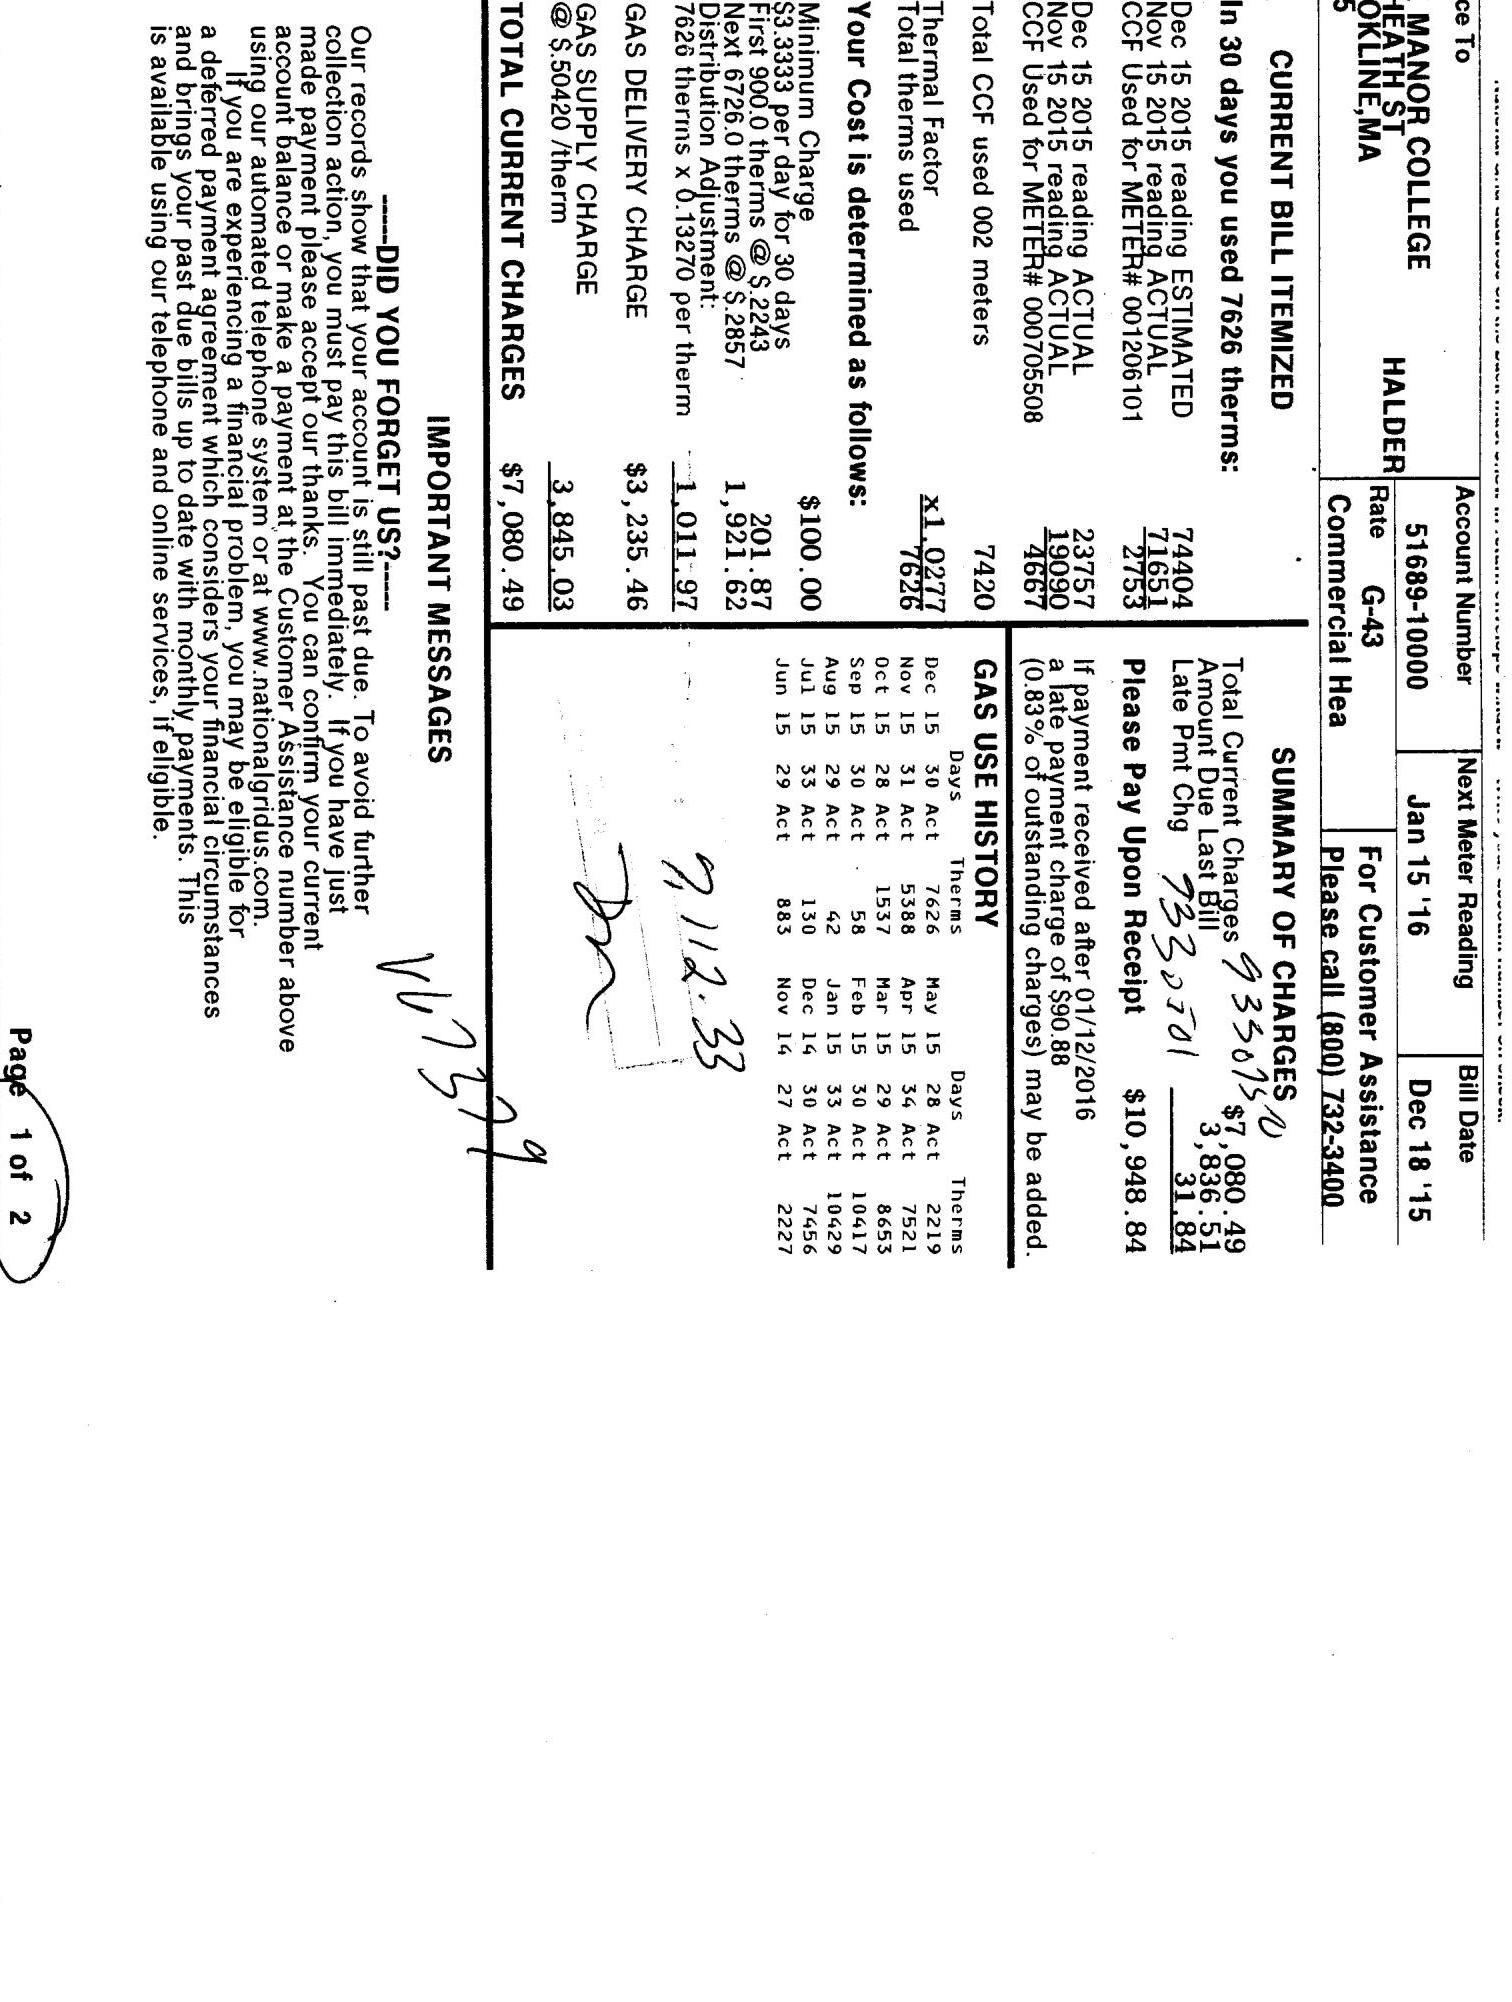 ce To
Account Number
Next Meter Reading
Bill Date
MANOR COLLEGE
51689-10000
Jan 15 '16
Dec 18 '15
HEATH ST
OKLINE,MA
HALDER
Rate G-43
For Customer Assistance
5
Commercial Hea
Please call (800) 732-3400
CURRENT BILL ITEMIZED
In 30 days you used 7626 therms:
Dec 15 2015 reading ESTIMATED 74404
Nov 15 2015 reading ACTUAL 71651
CCF Used for METER# 001206101 2753
Dec 15 2015 reading ACTUAL 23757
Nov 15 2015 reading ACTUAL 19090
CCF Used for METER# 000705508 4667
Total CCF used 002 meters 7420
Thermal Factor x1.0277
Total therms used 7626
Your Cost is determined as follows:
Minimum Charge
$3.3333 per day for 30 days $100.00
First 900.0 therms @ $.2243 201.87
Next 6726.0 therms @ $.2857 1,921.62
Distribution Adjustment:
7626 therms x 0.13270 per therm 1,011.97
GAS DELIVERY CHARGE $3,235.46
GAS SUPPLY CHARGE
@ $.50420 /therm 3,845.03
TOTAL CURRENT CHARGES $7,080.49
SUMMARY OF CHARGES
Total Current Charges $7,080.49
Amount Due Last Bill 3,836.51
Late Pmt Chg 31.84
Please Pay Upon Receipt $10,948.84
If payment received after 01/12/2016
a late payment charge of $90.88
(0.83% of outstanding charges) may be added.
GAS USE HISTORY
Days Therms Days Therms
Dec 15 30 Act 7626 May 15 28 Act 2219
Nov 15 31 Act 5388 Apr 15 34 Act 7521
Oct 15 28 Act 1537 Mar 15 29 Act 8653
Sep 15 30 Act 58 Feb 15 30 Act 10417
Aug 15 29 Act 42 Jan 15 33 Act 10429
Jul 15 33 Act 130 Dec 14 30 Act 7456
Jun 15 29 Act 883 Nov 14 27 Act 2227
7,112.33
IMPORTANT MESSAGES
-----DID YOU FORGET US?-----
Our records show that your account is still past due. To avoid further
collection action, you must pay this bill immediately. If you have just
made payment please accept our thanks. You can confirm your current
account balance or make a payment at the Customer Assistance number above
using our automated telephone system or at www.nationalgridus.com.
If you are experiencing a financial problem, you may be eligible for
a deferred payment agreement which considers your financial circumstances
and brings your past due bills up to date with monthly payments. This
is available using our telephone and online services, if eligible.
Page 1 of 2